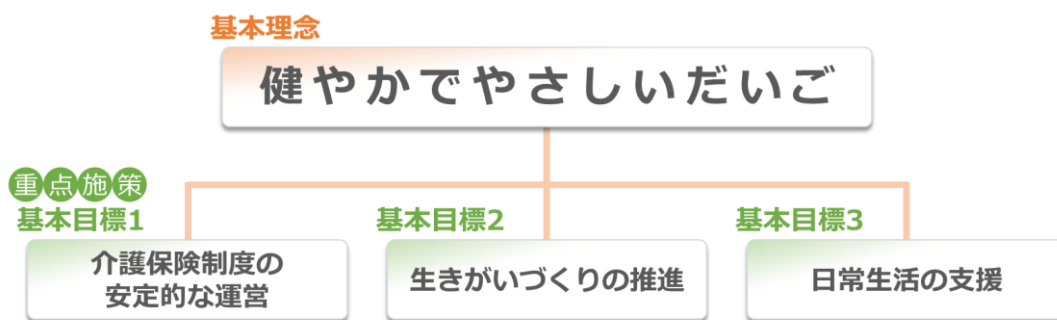 基本理念
健やかでやさしいだいご
重点施策
基本目標1
介護保険制度の
安定的な運営
基本目標2
生きがいづくりの推進
基本目標3
日常生活の支援